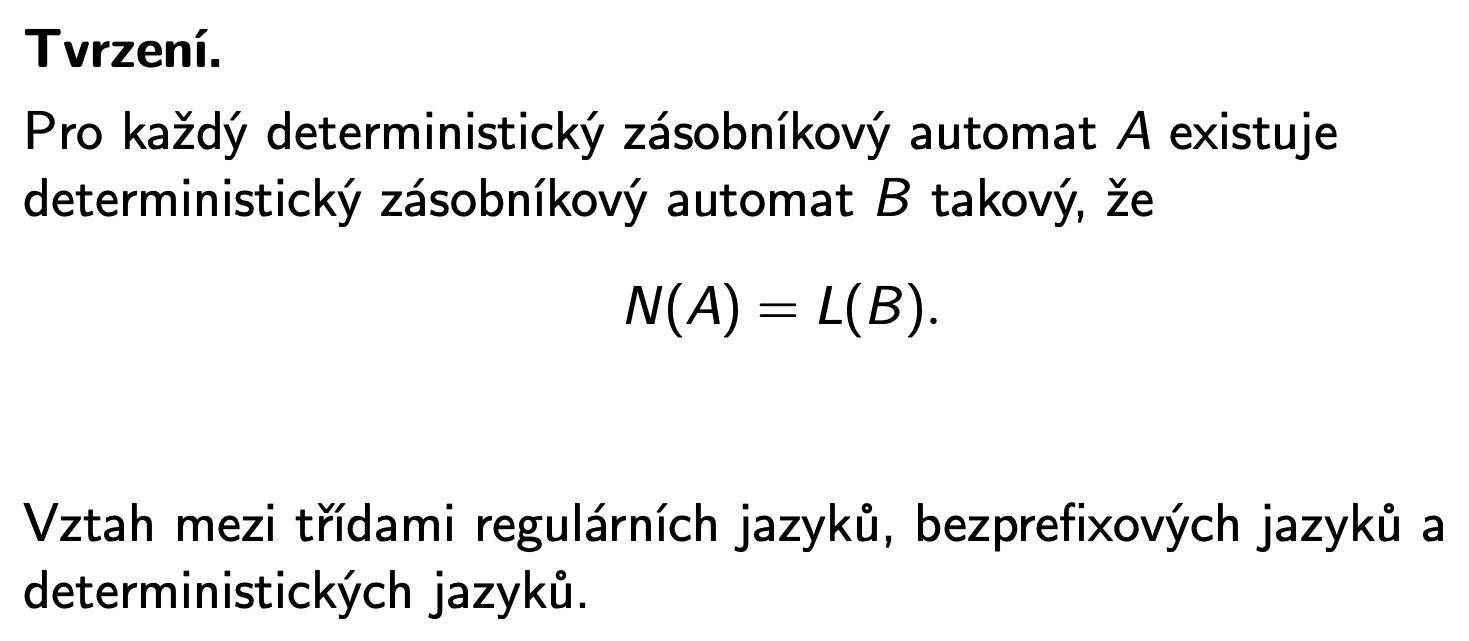 Tvrzení.
Pro každý deterministický zásobníkový automat A existuje
deterministický zásobníkový automat B takový, že
N(A) = L(B).
Vztah mezi třídami regulárních jazyků, bezprefixových jazyků a
deterministických jazyků.